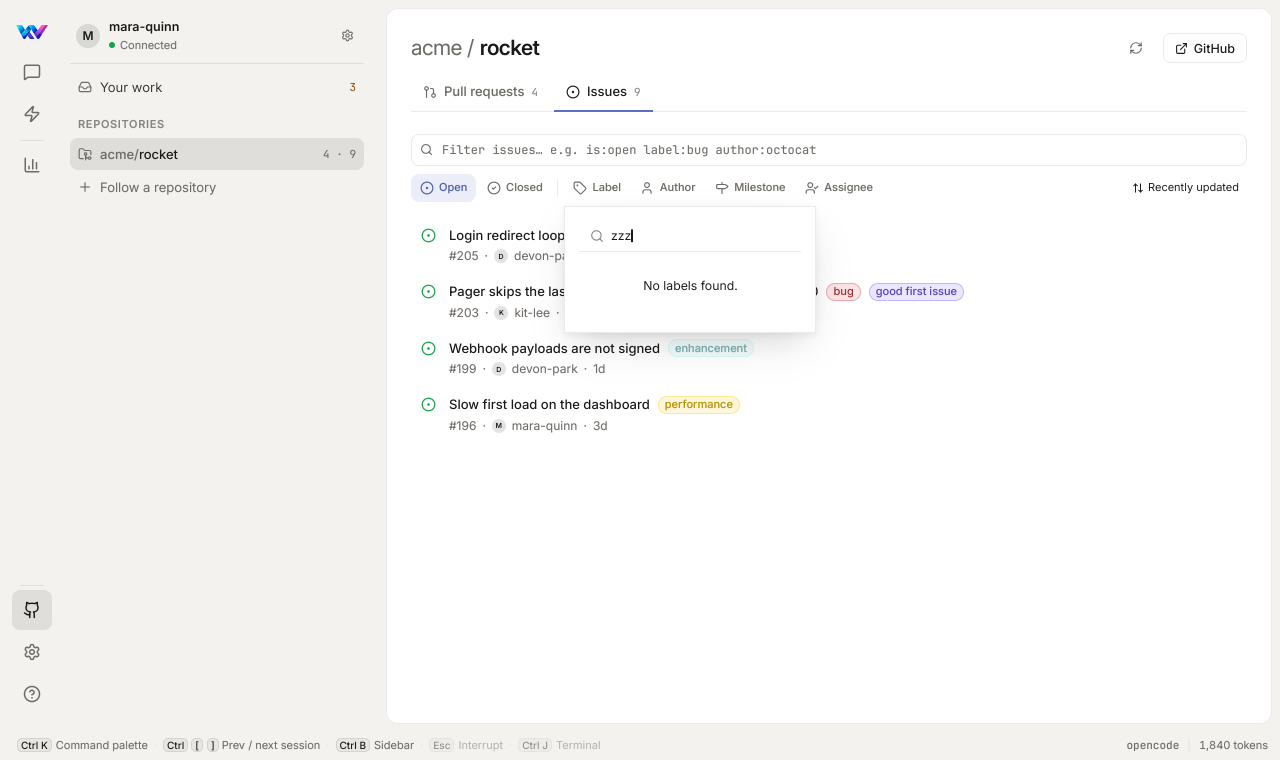 M
mara-quinn
Connected
Your work 3
REPOSITORIES
acme/rocket 4 · 9
Follow a repository
acme / rocket
GitHub
Pull requests 4
Issues 9
Filter issues… e.g. is:open label:bug author:octocat
Open
Closed
Label
Author
Milestone
Assignee
Recently updated
zzz
No labels found.
Login redirect loop
#205 · D
Pager skips the bug good first issue
#203 · K kit-lee ·
Webhook payloads are not signed enhancement
#199 · D devon-park · 1d
Slow first load on the dashboard performance
#196 · M mara-quinn · 3d
Ctrl K Command palette · Ctrl [ ] Prev / next session · Ctrl B Sidebar · Esc Interrupt · Ctrl J Terminal
opencode 1,840 tokens